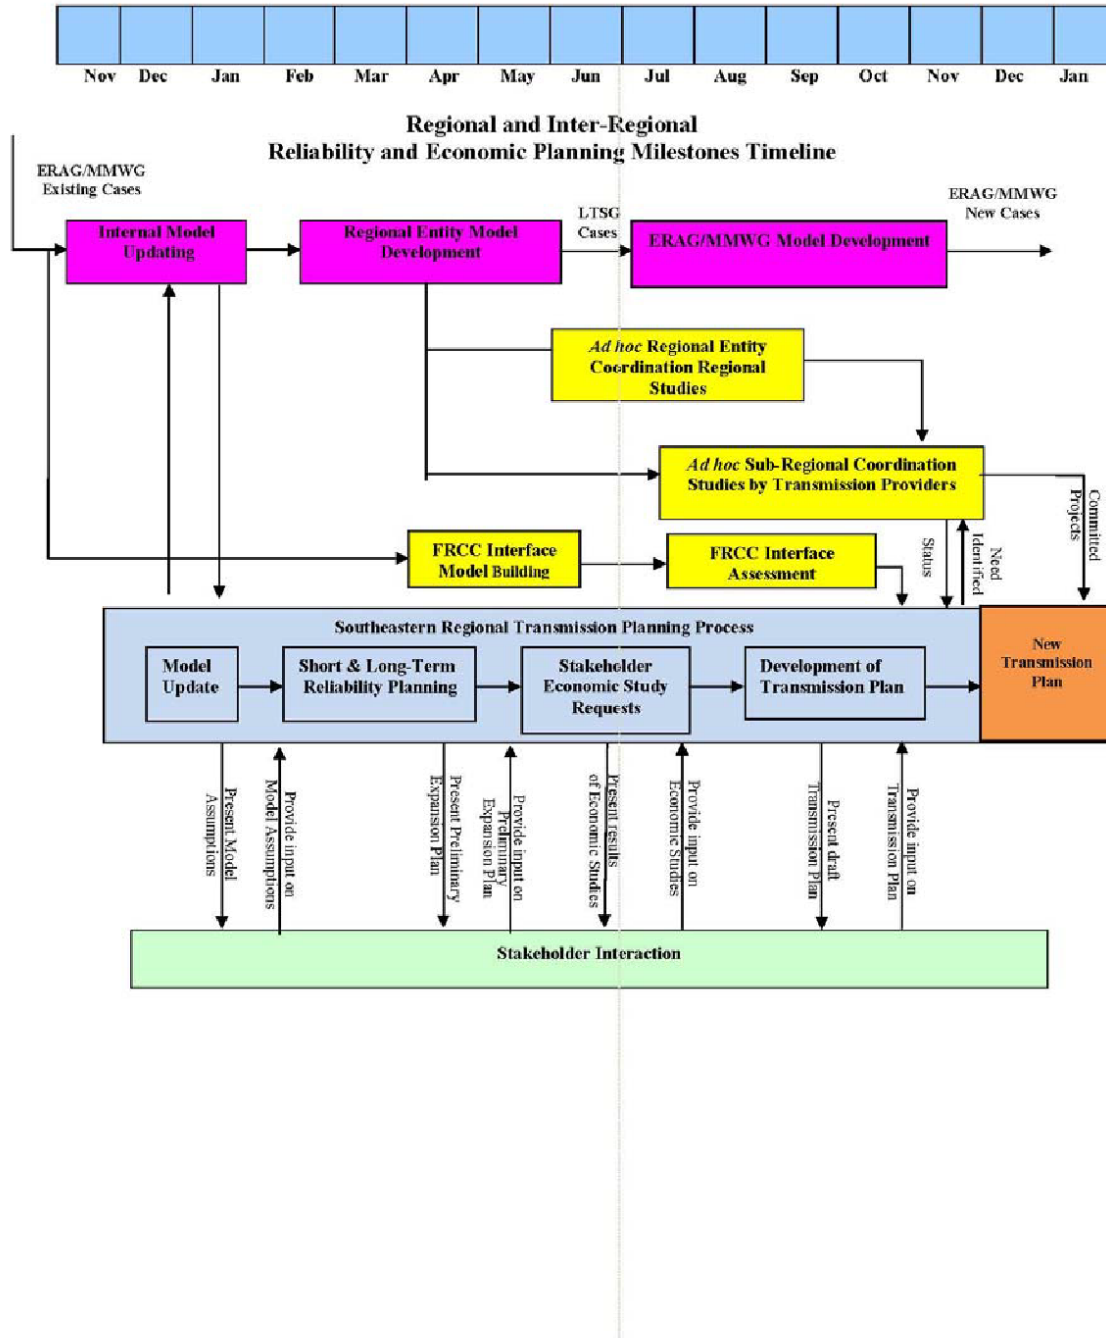 Nov Dec Jan Feb Mar Apr May Jun Jul Aug Sep Oct Nov Dec Jan
Regional and Inter-Regional
Reliability and Economic Planning Milestones Timeline
ERAG/MMWG
Existing Cases
Internal Model
Updating
Regional Entity Model
Development
LTSG
Cases
ERAG/MMWG Model Development
ERAG/MMWG
New Cases
Ad hoc Regional Entity
Coordination Regional
Studies
Ad hoc Sub-Regional Coordination
Studies by Transmission Providers
FRCC Interface
Model Building
FRCC Interface
Assessment
Status
Need
Identified
Committed
Projects
Southeastern Regional Transmission Planning Process
Model
Update
Short & Long-Term
Reliability Planning
Stakeholder
Economic Study
Requests
Development of
Transmission Plan
New
Transmission
Plan
Present Model
Assumptions
Provide input on
Model Assumptions
Present Preliminary
Expansion Plan
Provide input on
Preliminary
Expansion Plan
Present results
of Economic Studies
Provide input on
Economic Studies
Present draft
Transmission Plan
Provide input on
Transmission Plan
Stakeholder Interaction